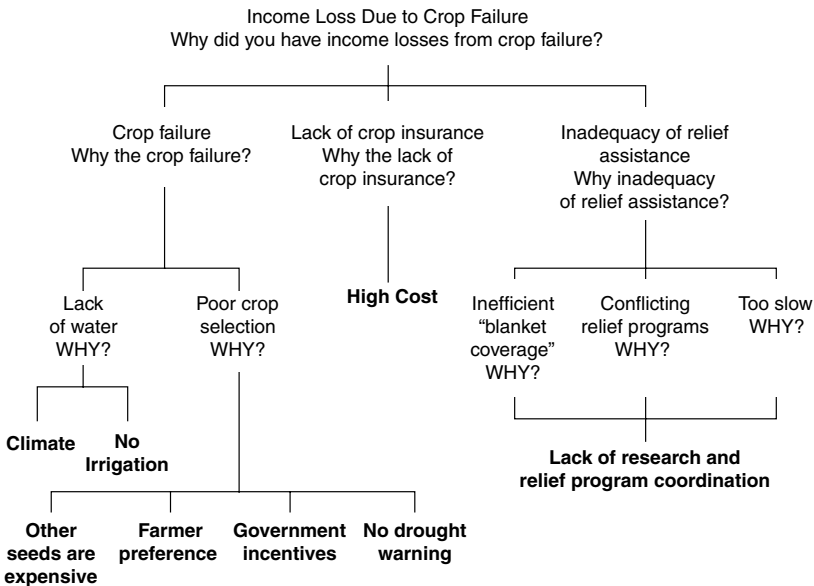 Income Loss Due to Crop Failure
Why did you have income losses from crop failure?
Crop failure
Why the crop failure?
Lack of crop insurance
Why the lack of
crop insurance?
Inadequacy of relief
assistance
Why inadequacy
of relief assistance?
Lack
of water
WHY?
Poor crop
selection
WHY?
High Cost
Inefficient
“blanket
coverage”
WHY?
Conflicting
relief programs
WHY?
Too slow
WHY?
Climate
No
Irrigation
Lack of research and
relief program coordination
Other
seeds are
expensive
Farmer
preference
Government
incentives
No drought
warning